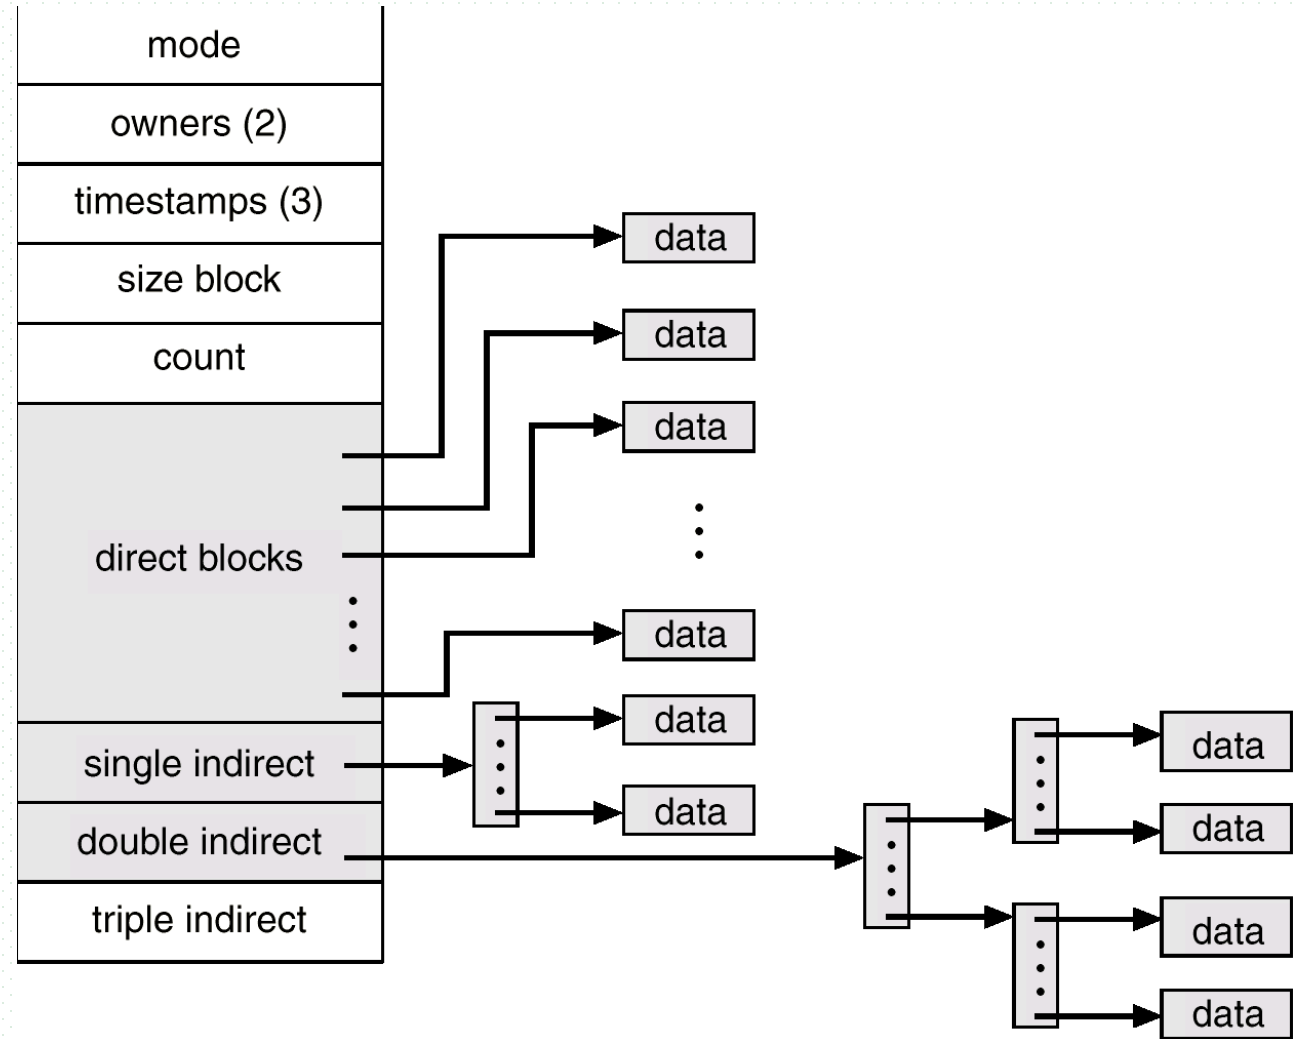 mode
owners (2)
timestamps (3)
size block
count
direct blocks
single indirect
double indirect
triple indirect
data
data
data
data
data
data
data
data
data
data